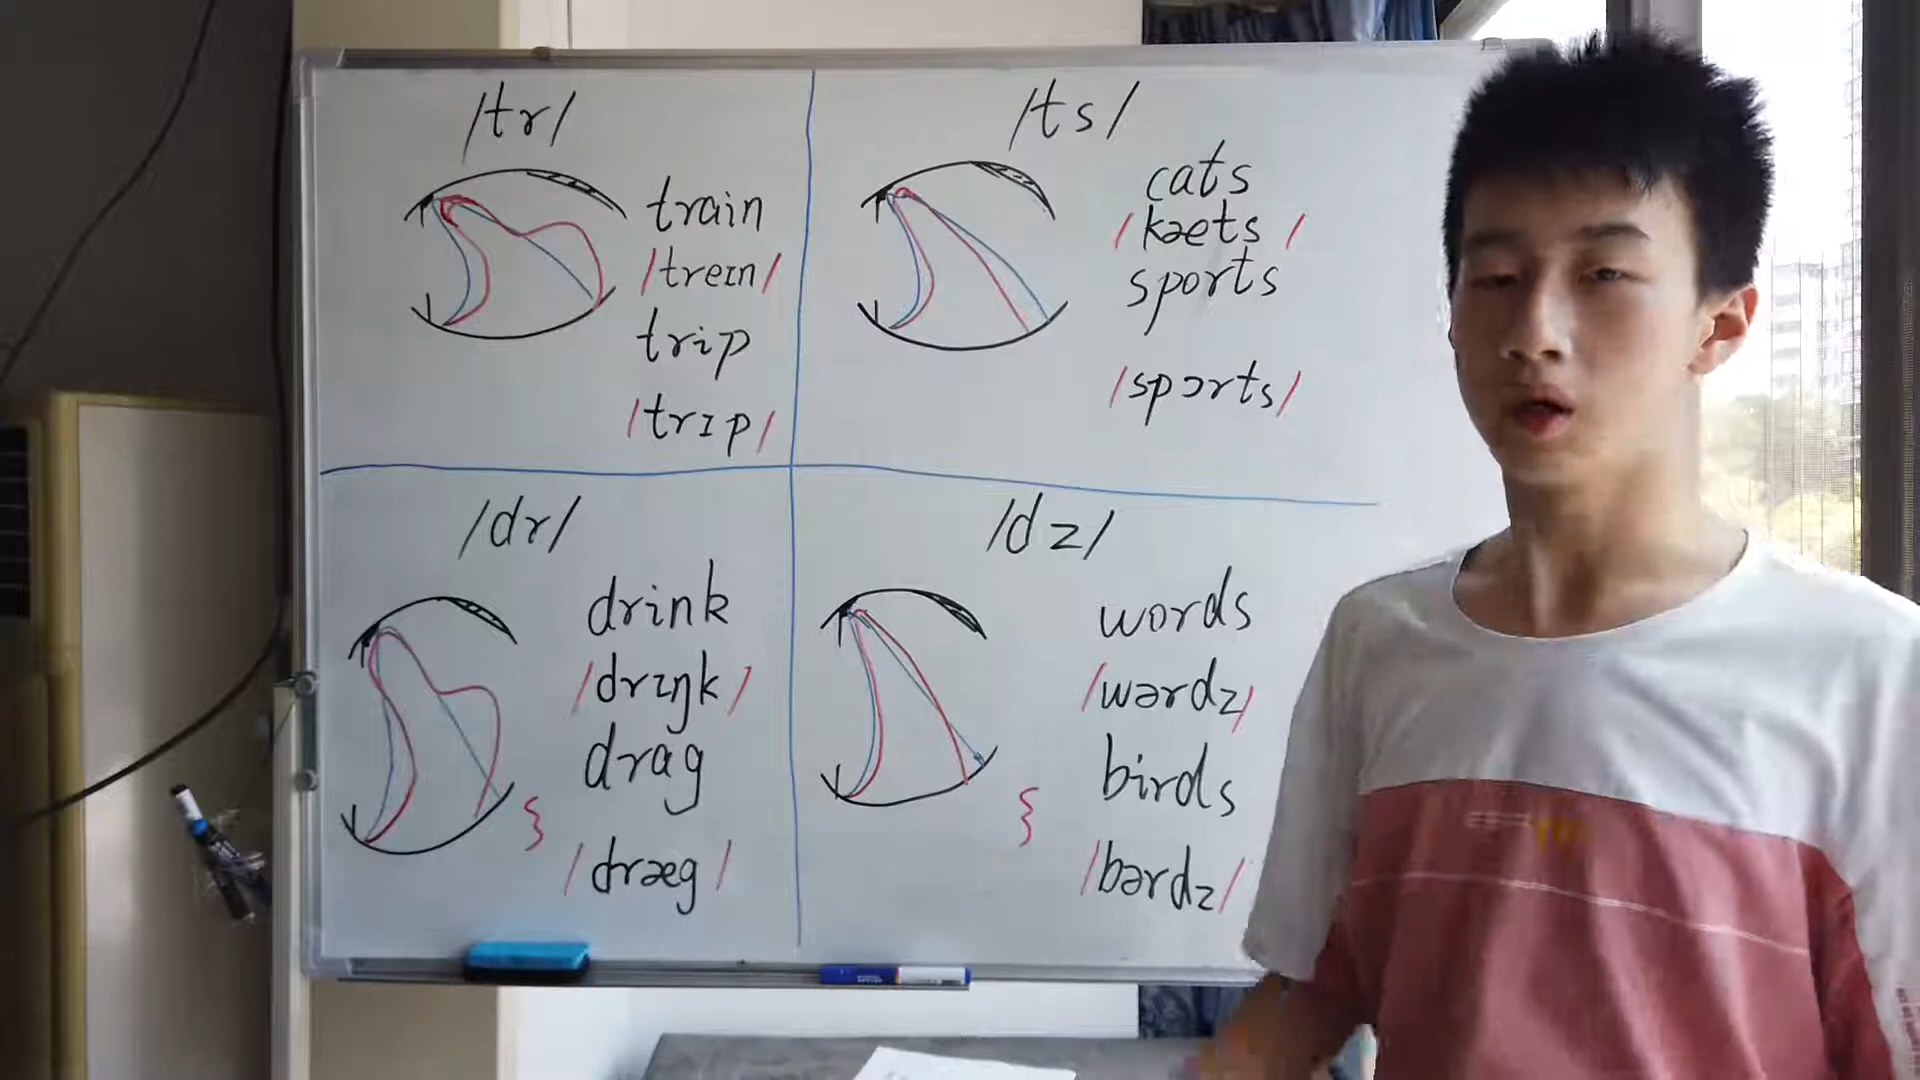 /tr/
train
/treɪn/
trip
/trɪp/
/ts/
cats
/kæts/
sports
/spɔrts/
/dr/
drink
/drɪŋk/
drag
/dræg/
/dz/
words
/wərdz/
birds
/bərdz/